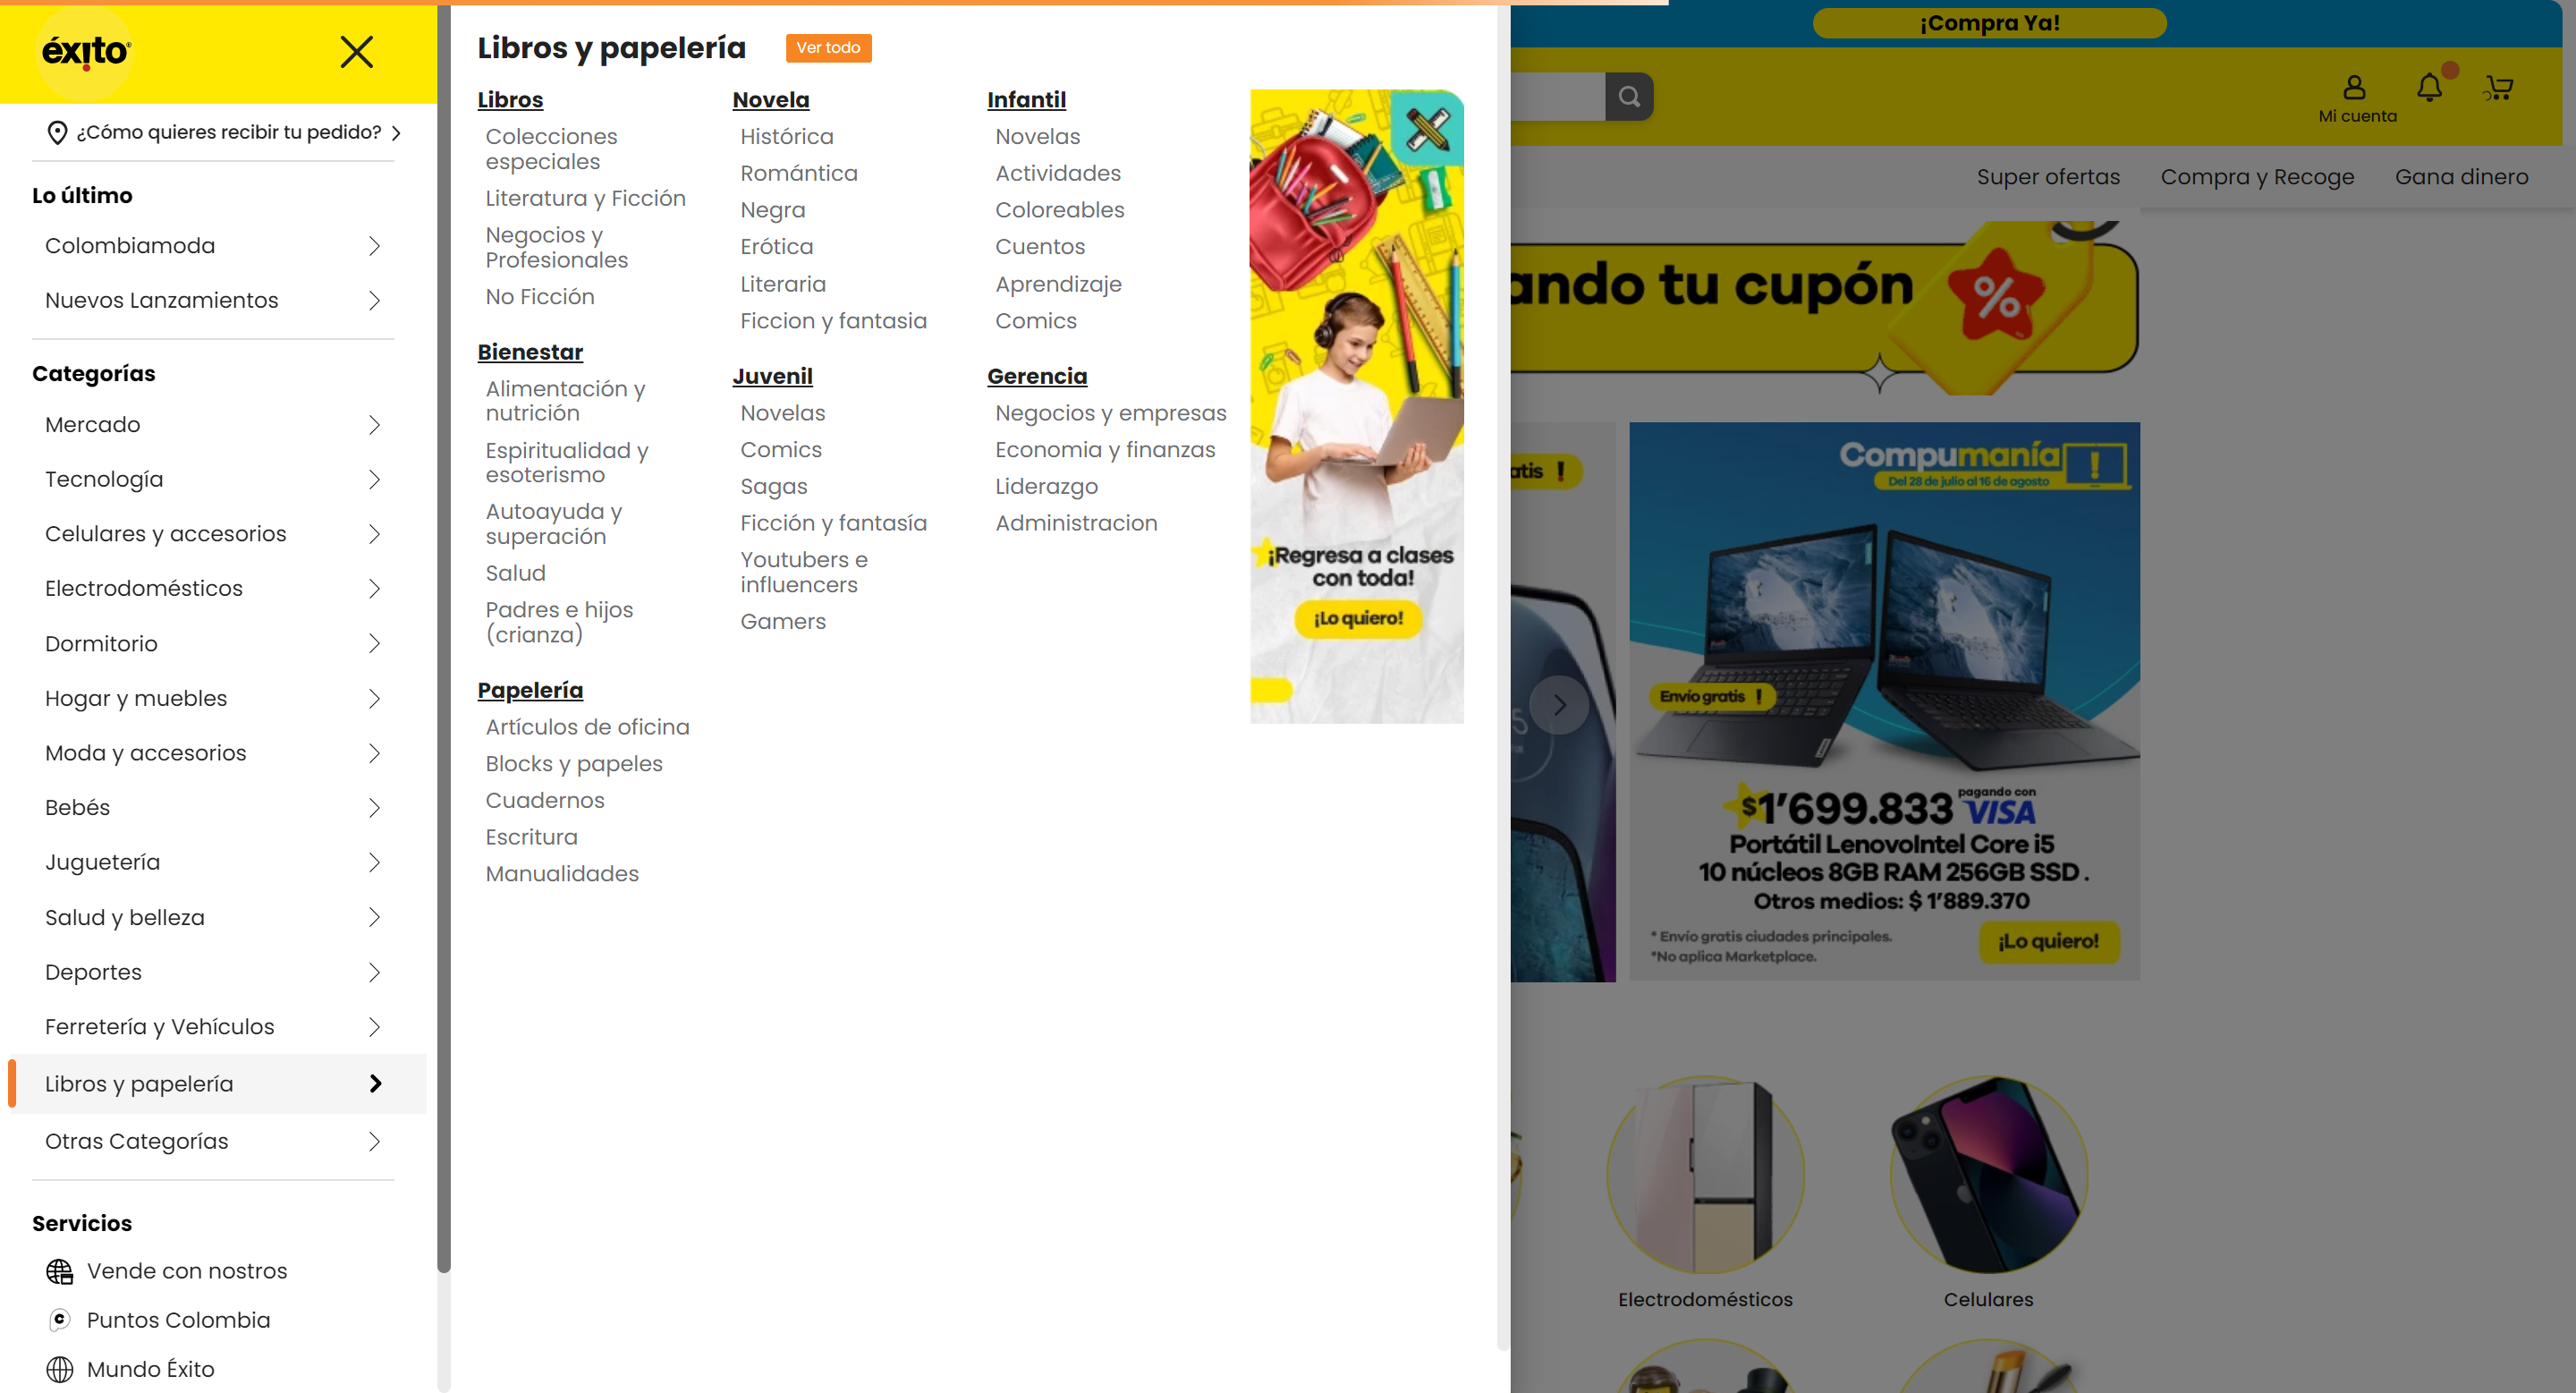 éxito
¿Cómo quieres recibir tu pedido?
Lo último
Colombiamoda
Nuevos Lanzamientos
Categorías
Mercado
Tecnología
Celulares y accesorios
Electrodomésticos
Dormitorio
Hogar y muebles
Moda y accesorios
Bebés
Juguetería
Salud y belleza
Deportes
Ferretería y Vehículos
Libros y papelería
Otras Categorías
Servicios
Vende con nostros
Puntos Colombia
Mundo Éxito
Libros y papelería
Ver todo
Libros
Colecciones
especiales
Literatura y Ficción
Negocios y
Profesionales
No Ficción
Bienestar
Alimentación y
nutrición
Espiritualidad y
esoterismo
Autoayuda y
superación
Salud
Padres e hijos
(crianza)
Papelería
Artículos de oficina
Blocks y papeles
Cuadernos
Escritura
Manualidades
Novela
Histórica
Romántica
Negra
Erótica
Literaria
Ficcion y fantasia
Juvenil
Novelas
Comics
Sagas
Ficción y fantasía
Youtubers e
influencers
Gamers
Infantil
Novelas
Actividades
Coloreables
Cuentos
Aprendizaje
Comics
Gerencia
Negocios y empresas
Economia y finanzas
Liderazgo
Administracion
¡Regresa a clases
con toda!
¡Lo quiero!
¡Compra Ya!
Mi cuenta
Super ofertas
Compra y Recoge
Gana dinero
ando tu cupón
%
atis !
Compumanía
Del 28 de julio al 16 de agosto
Envío gratis !
$1'699.833 pagando con VISA
Portátil LenovoIntel Core i5
10 núcleos 8GB RAM 256GB SSD .
Otros medios: $ 1'889.370
* Envío gratis ciudades principales.
*No aplica Marketplace.
¡Lo quiero!
Electrodomésticos
Celulares